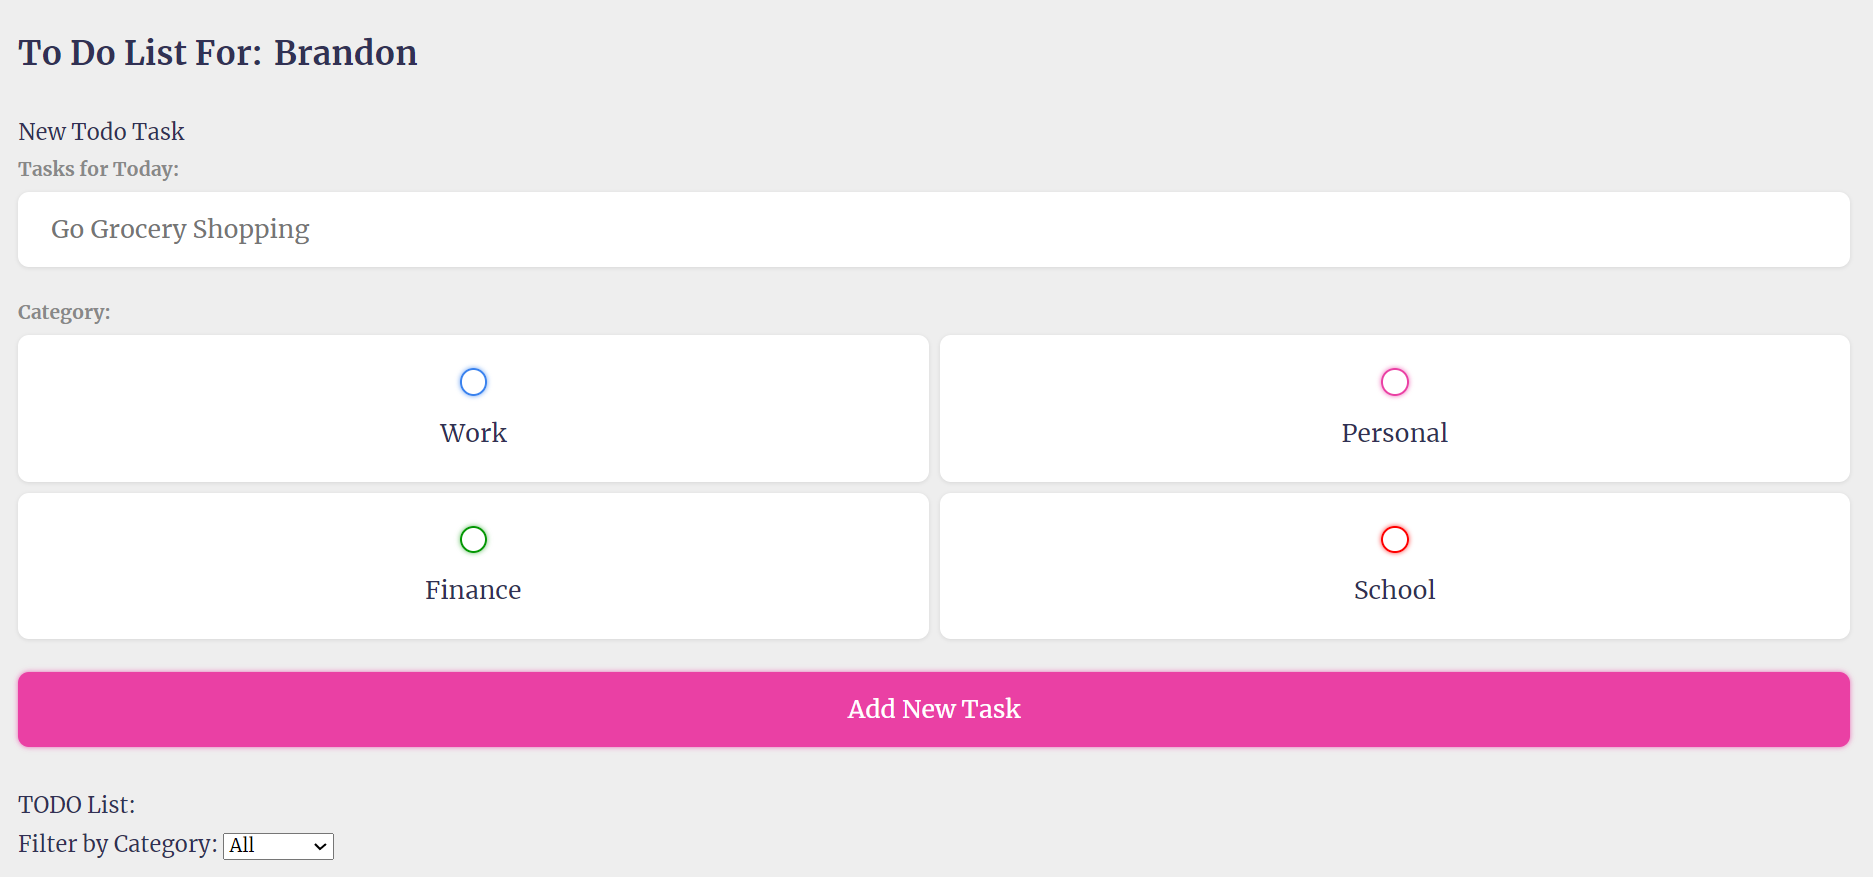 To Do List For: Brandon
New Todo Task
Tasks for Today:
Go Grocery Shopping
Category:
Work
Personal
Finance
School
Add New Task
TODO List:
Filter by Category: All